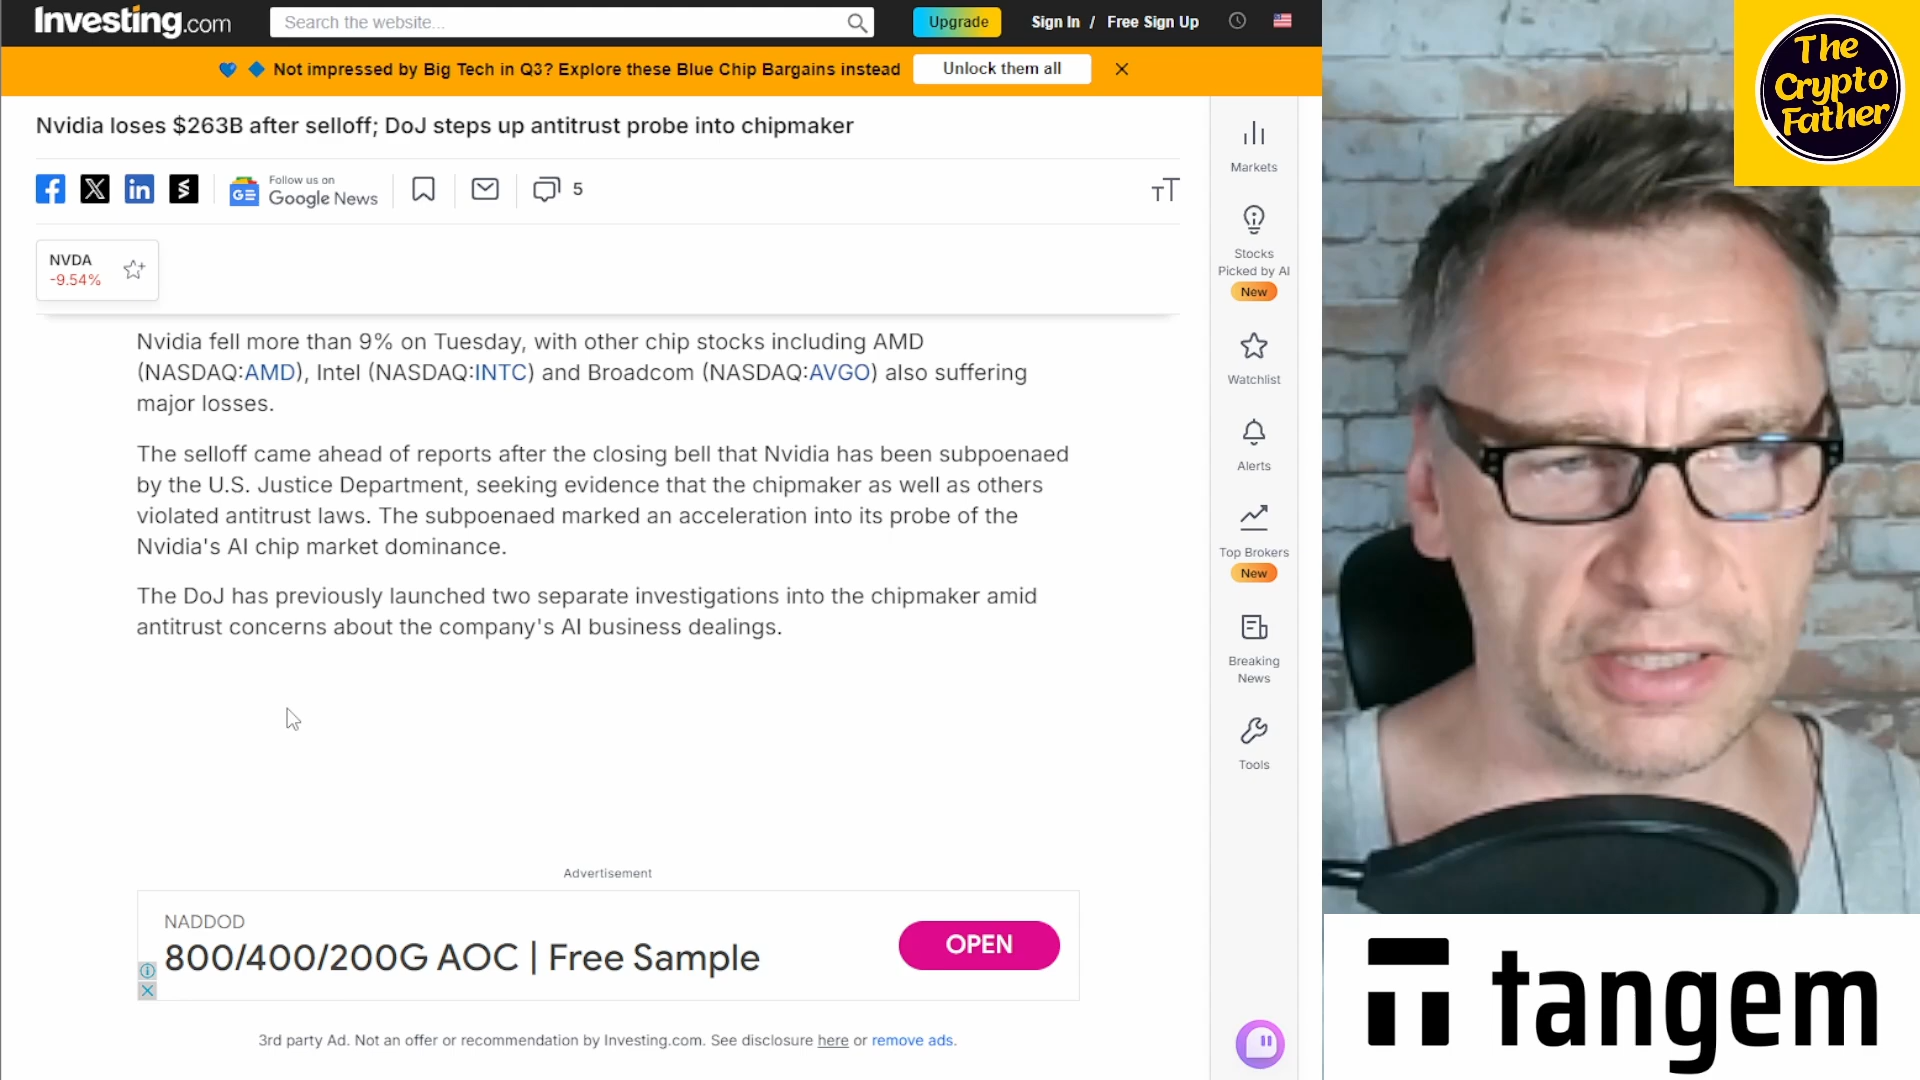 Investing.com
Search the website...
Upgrade
Sign In / Free Sign Up
Not impressed by Big Tech in Q3? Explore these Blue Chip Bargains instead
Unlock them all
Nvidia loses $263B after selloff; DoJ steps up antitrust probe into chipmaker
Follow us on
Google News
5
TT
NVDA
-9.54%
Nvidia fell more than 9% on Tuesday, with other chip stocks including AMD
(NASDAQ:AMD), Intel (NASDAQ:INTC) and Broadcom (NASDAQ:AVGO) also suffering
major losses.
The selloff came ahead of reports after the closing bell that Nvidia has been subpoenaed
by the U.S. Justice Department, seeking evidence that the chipmaker as well as others
violated antitrust laws. The subpoenaed marked an acceleration into its probe of the
Nvidia's AI chip market dominance.
The DoJ has previously launched two separate investigations into the chipmaker amid
antitrust concerns about the company's AI business dealings.
Advertisement
NADDOD
800/400/200G AOC | Free Sample
OPEN
3rd party Ad. Not an offer or recommendation by Investing.com. See disclosure here or remove ads.
Markets
Stocks
Picked by AI
New
Watchlist
Alerts
Top Brokers
New
Breaking
News
Tools
The
Crypto
Father
tangem